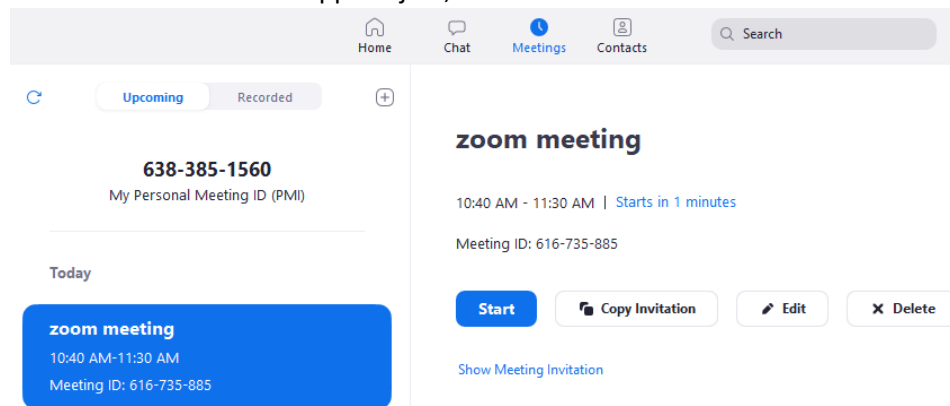 Home Chat Meetings Contacts Search
Upcoming Recorded
638-385-1560
My Personal Meeting ID (PMI)
Today
zoom meeting
10:40 AM-11:30 AM
Meeting ID: 616-735-885
zoom meeting
10:40 AM - 11:30 AM | Starts in 1 minutes
Meeting ID: 616-735-885
Start Copy Invitation Edit Delete
Show Meeting Invitation